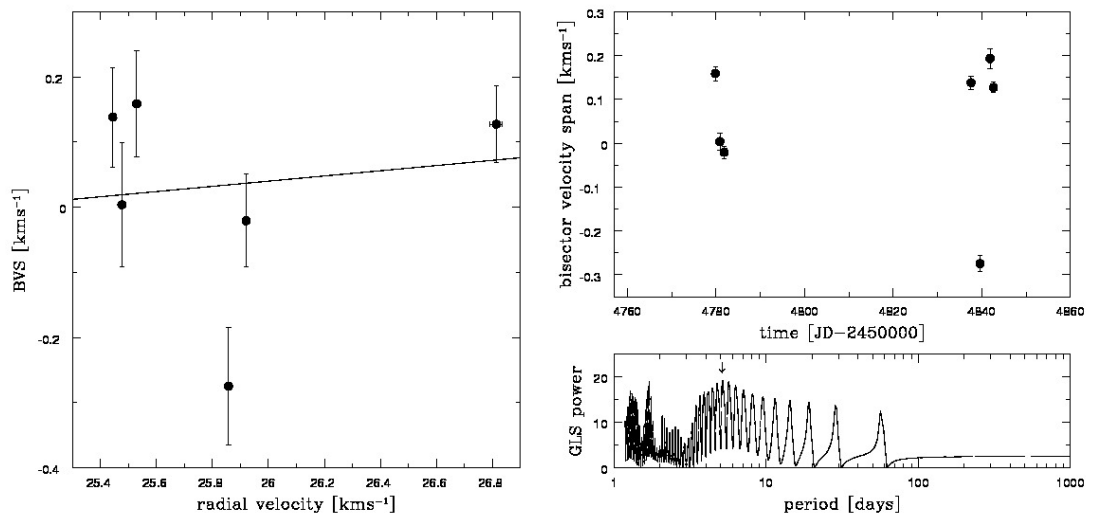 BVS [kms⁻¹]
0.2
0
-0.2
-0.4
25.4 25.6 25.8 26 26.2 26.4 26.6 26.8
radial velocity [kms⁻¹]
bisector velocity span [kms⁻¹]
0.3
0.2
0.1
0
-0.1
-0.2
-0.3
4760 4780 4800 4820 4840 4860
time [JD-2450000]
GLS power
20
10
0
1 10 100 1000
period [days]